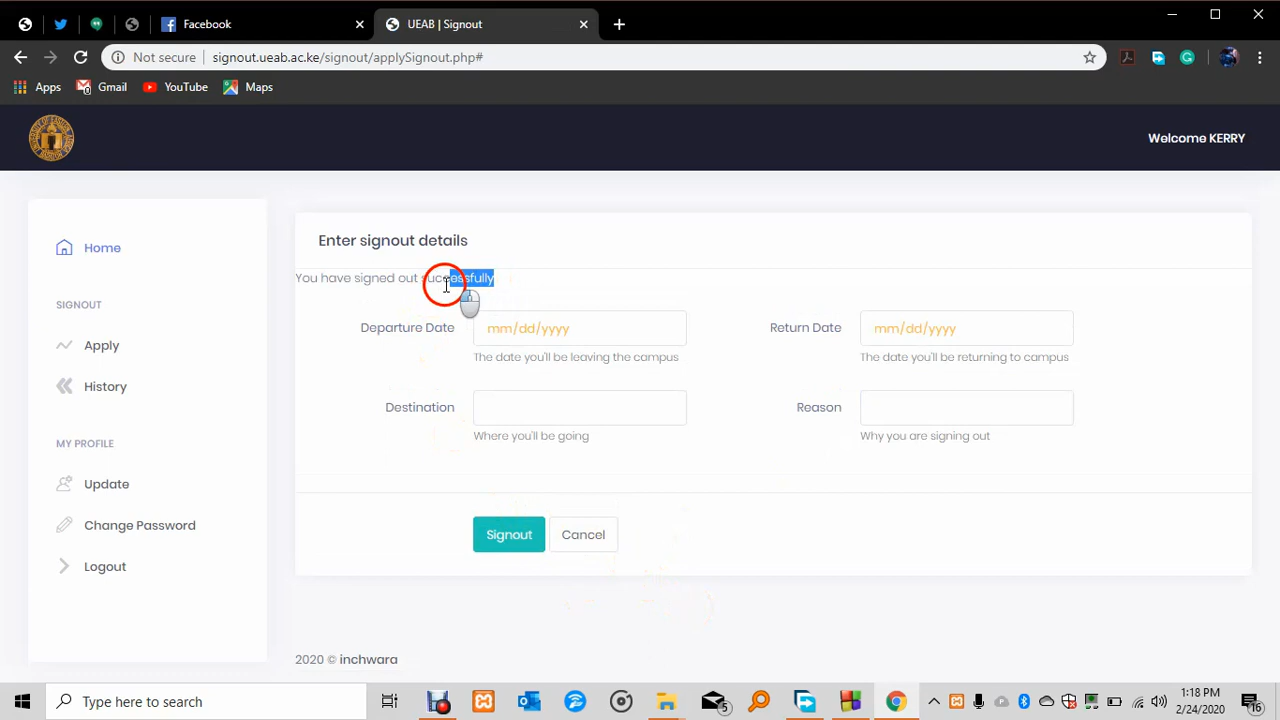 Facebook
UEAB | Signout
Not secure
signout.ueab.ac.ke/signout/applySignout.php#
Apps
Gmail
YouTube
Maps
Welcome KERRY
Home
SIGNOUT
Apply
History
MY PROFILE
Update
Change Password
Logout
Enter signout details
You have signed out successfully
Departure Date
mm/dd/yyyy
The date you'll be leaving the campus
Return Date
mm/dd/yyyy
The date you'll be returning to campus
Destination
Where you'll be going
Reason
Why you are signing out
Signout
Cancel
2020 © inchwara
Type here to search
5
1:18 PM
2/24/2020
16